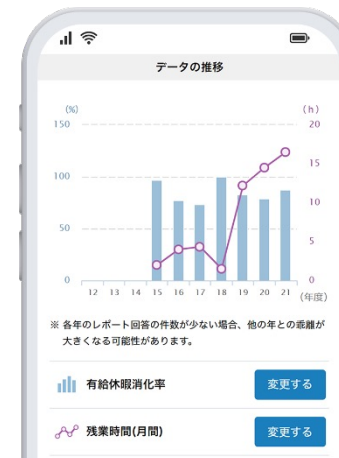 データの推移
(%)
(h)
150
20
15
100
10
50
5
0
0
12 13 14 15 16 17 18 19 20 21 (年度)
※ 各年のレポート回答の件数が少ない場合、他の年との乖離が
大きくなる可能性があります。
有給休暇消化率
変更する
残業時間(月間)
変更する